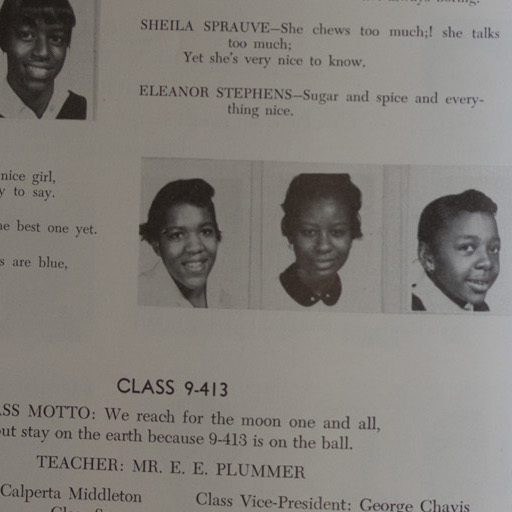 SHEILA SPRAUVE—She chews too much;! she talks
too much;
Yet she's very nice to know.
ELEANOR STEPHENS—Sugar and spice and every-
thing nice.
nice girl,
to say.
best one yet.
are blue,
CLASS 9-413
MOTTO: We reach for the moon one and all,
stay on the earth because 9-413 is on the ball.
TEACHER: MR. E. E. PLUMMER
Calperta Middleton
Class Vice-President: George Chavis